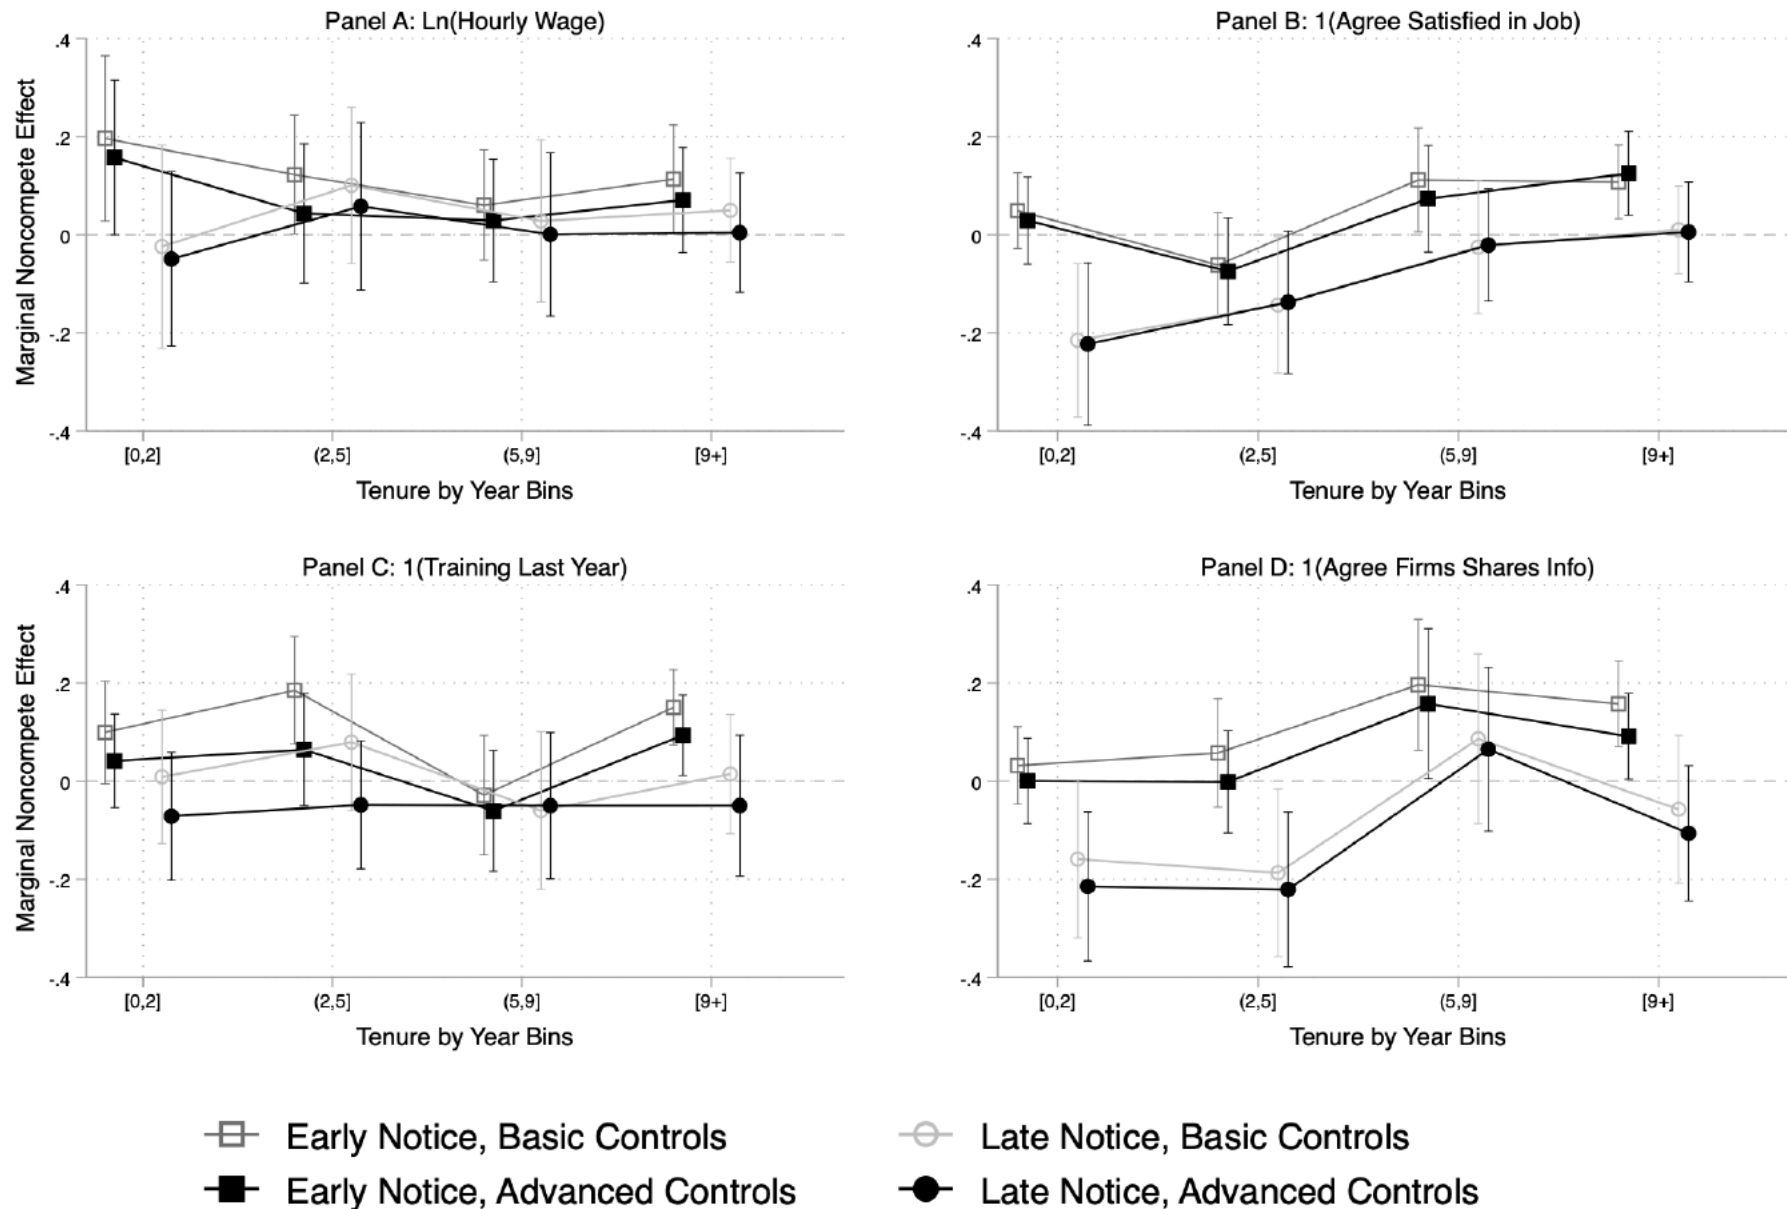 Panel A: Ln(Hourly Wage)
Marginal Noncompete Effect
.4
.2
0
-.2
-.4
[0,2]
(2,5]
(5,9]
[9+]
Tenure by Year Bins
Panel B: 1(Agree Satisfied in Job)
.4
.2
0
-.2
-.4
[0,2]
(2,5]
(5,9]
[9+]
Tenure by Year Bins
Panel C: 1(Training Last Year)
Marginal Noncompete Effect
.4
.2
0
-.2
-.4
[0,2]
(2,5]
(5,9]
[9+]
Tenure by Year Bins
Panel D: 1(Agree Firms Shares Info)
.4
.2
0
-.2
-.4
[0,2]
(2,5]
(5,9]
[9+]
Tenure by Year Bins
Early Notice, Basic Controls
Late Notice, Basic Controls
Early Notice, Advanced Controls
Late Notice, Advanced Controls